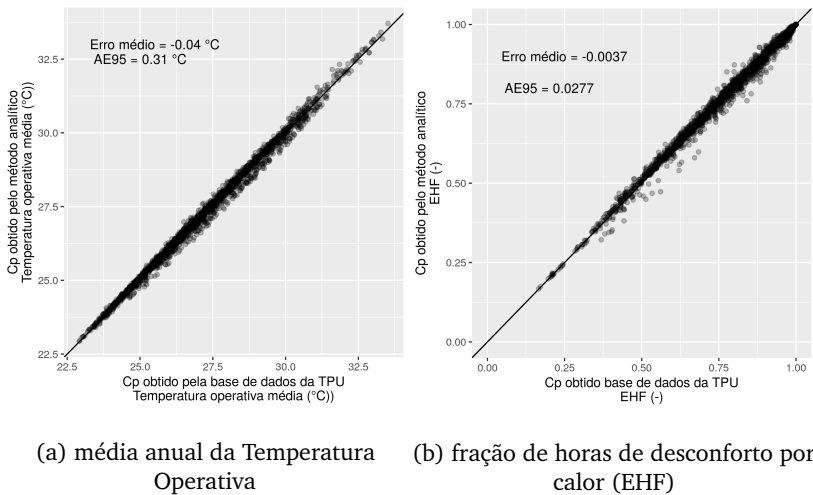 Erro médio = -0.04 °C
AE95 = 0.31 °C
32.5
30.0
27.5
25.0
22.5
22.5 25.0 27.5 30.0 32.5
Cp obtido pelo método analítico
Temperatura operativa média (°C))
Cp obtido pela base de dados da TPU
Temperatura operativa média (°C))
Erro médio = -0.0037
AE95 = 0.0277
1.00
0.75
0.50
0.25
0.00
0.00 0.25 0.50 0.75 1.00
Cp obtido pelo método analítico
EHF (-)
Cp obtido base de dados da TPU
EHF (-)
(a) média anual da Temperatura
Operativa
(b) fração de horas de desconforto por
calor (EHF)